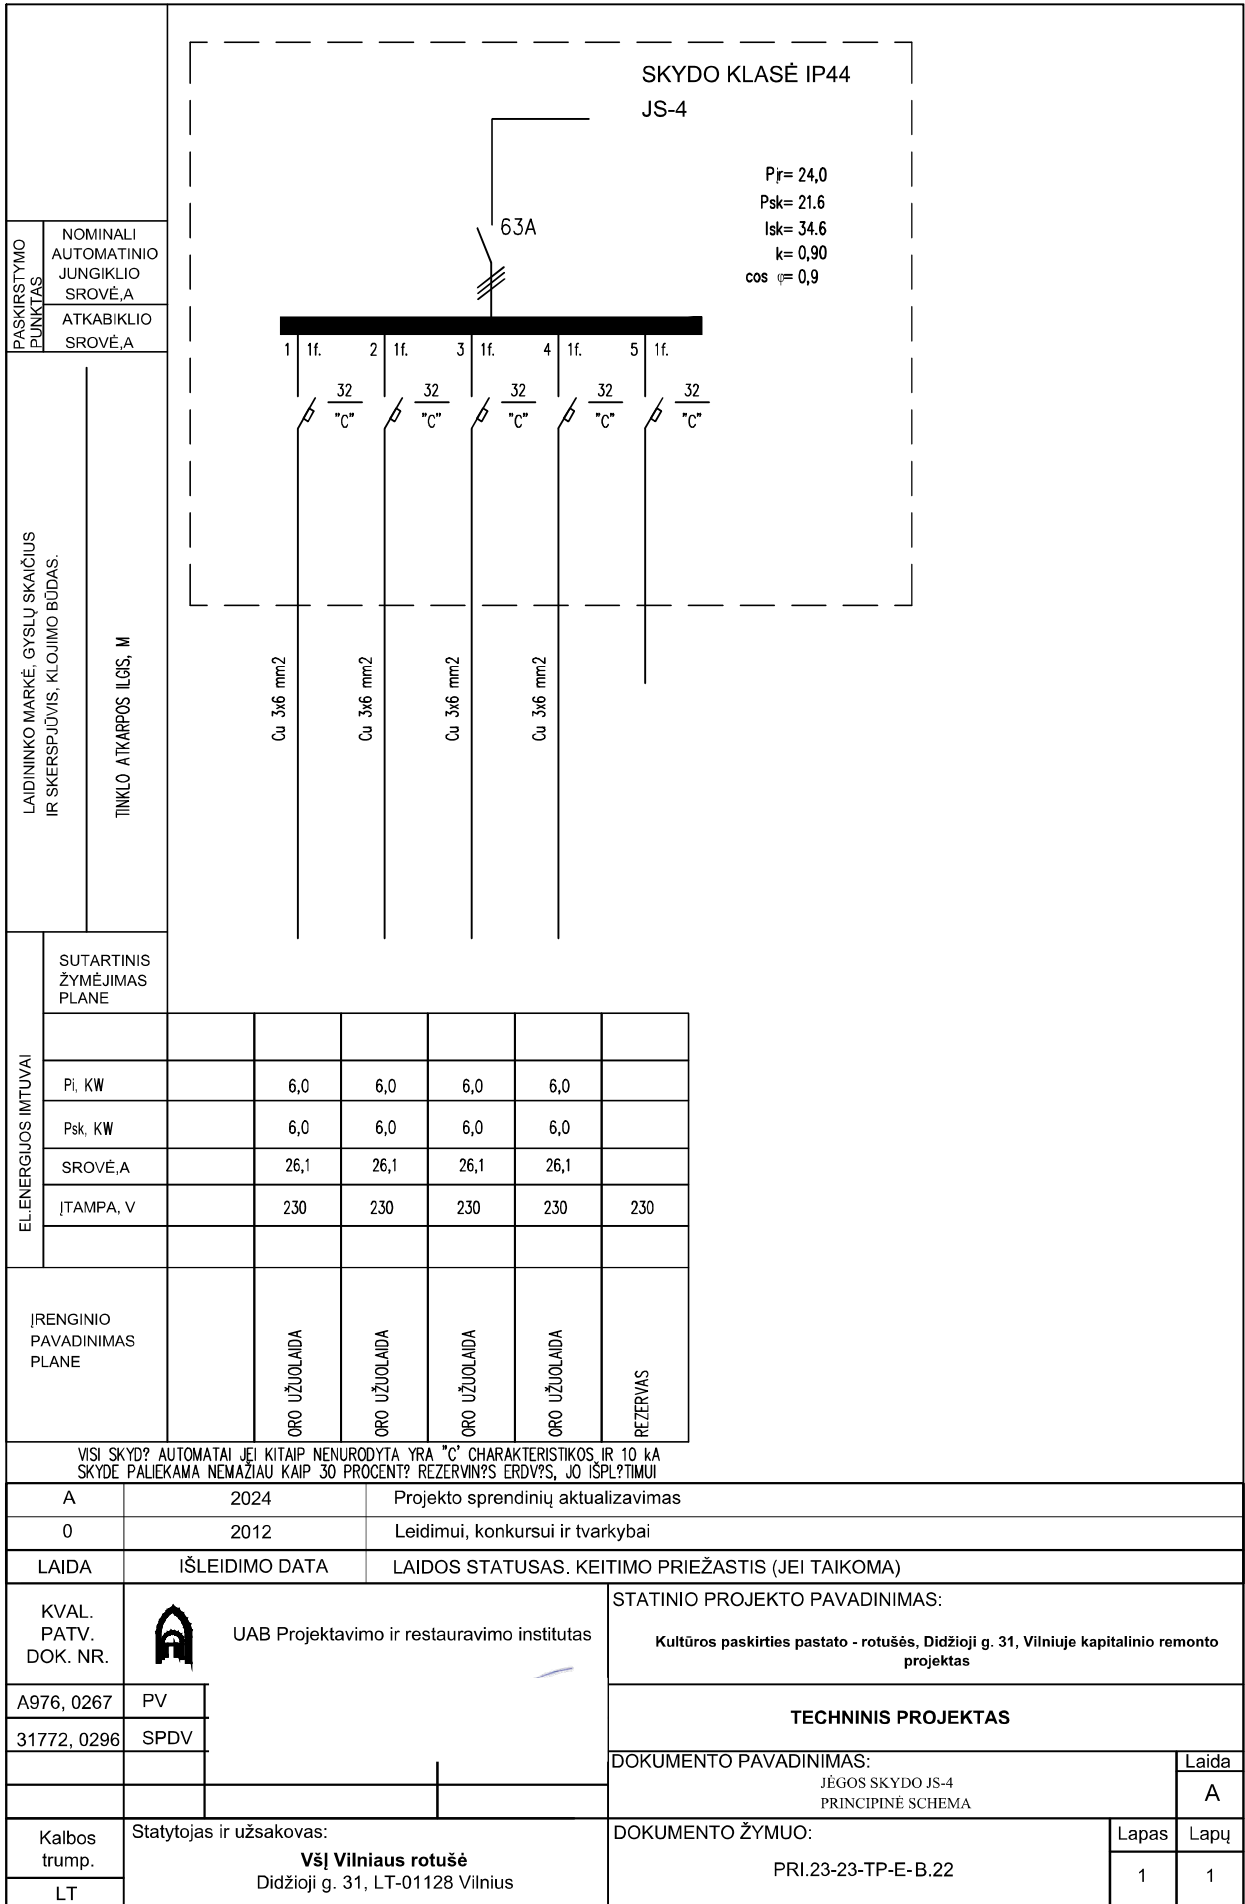 SKYDO KLASĖ IP44
JS-4
Pįr= 24,0
Psk= 21.6
Isk= 34.6
k= 0,90
cos φ= 0,9
63A
PASKIRSTYMO
PUNKTAS
NOMINALI
AUTOMATINIO
JUNGIKLIO
SROVĖ,A
ATKABIKLIO
SROVĖ,A
1 1f. 2 1f. 3 1f. 4 1f. 5 1f.
32 32 32 32 32
"C" "C" "C" "C" "C"
LAIDININKO MARKĖ, GYSLŲ SKAIČIUS
IR SKERSPJŪVIS, KLOJIMO BŪDAS.
TINKLO ATKARPOS ILGIS, M
Cu 3x6 mm2
Cu 3x6 mm2
Cu 3x6 mm2
Cu 3x6 mm2
EL.ENERGIJOS IMTUVAI
SUTARTINIS
ŽYMĖJIMAS
PLANE
Pi, KW 6,0 6,0 6,0 6,0
Psk, KW 6,0 6,0 6,0 6,0
SROVĖ,A 26,1 26,1 26,1 26,1
ĮTAMPA, V 230 230 230 230 230
ĮRENGINIO
PAVADINIMAS
PLANE
ORO UŽUOLAIDA
ORO UŽUOLAIDA
ORO UŽUOLAIDA
ORO UŽUOLAIDA
REZERVAS
VISI SKYD? AUTOMATAI JEI KITAIP NENURODYTA YRA "C' CHARAKTERISTIKOS IR 10 kA
SKYDE PALIEKAMA NEMAŽIAU KAIP 30 PROCENT? REZERVIN?S ERDV?S, JO IŠPL?TIMUI
A 2024 Projekto sprendinių aktualizavimas
0 2012 Leidimui, konkursui ir tvarkybai
LAIDA IŠLEIDIMO DATA LAIDOS STATUSAS. KEITIMO PRIEŽASTIS (JEI TAIKOMA)
KVAL.
PATV.
DOK. NR.
UAB Projektavimo ir restauravimo institutas
STATINIO PROJEKTO PAVADINIMAS:
Kultūros paskirties pastato - rotušės, Didžioji g. 31, Vilniuje kapitalinio remonto
projektas
A976, 0267 PV
31772, 0296 SPDV
TECHNINIS PROJEKTAS
DOKUMENTO PAVADINIMAS:
JĖGOS SKYDO JS-4
PRINCIPINĖ SCHEMA
Laida
A
Kalbos
trump.
LT
Statytojas ir užsakovas:
VšĮ Vilniaus rotušė
Didžioji g. 31, LT-01128 Vilnius
DOKUMENTO ŽYMUO:
PRI.23-23-TP-E-B.22
Lapas Lapų
1 1